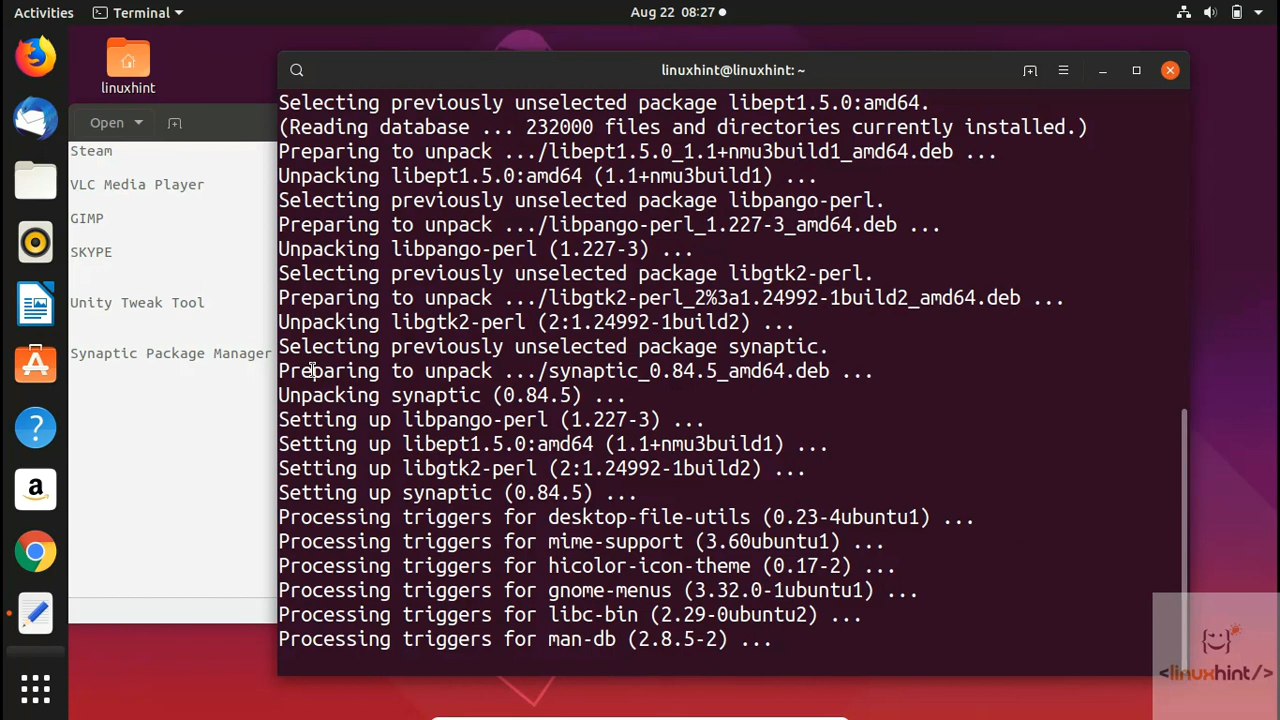 Activities
Terminal
Aug 22 08:27
linuxhint
linuxhint@linuxhint: ~
Open
Steam
VLC Media Player
GIMP
SKYPE
Unity Tweak Tool
Synaptic Package Manager
Selecting previously unselected package libept1.5.0:amd64.
(Reading database ... 232000 files and directories currently installed.)
Preparing to unpack .../libept1.5.0_1.1+nmu3build1_amd64.deb ...
Unpacking libept1.5.0:amd64 (1.1+nmu3build1) ...
Selecting previously unselected package libpango-perl.
Preparing to unpack .../libpango-perl_1.227-3_amd64.deb ...
Unpacking libpango-perl (1.227-3) ...
Selecting previously unselected package libgtk2-perl.
Preparing to unpack .../libgtk2-perl_2%3a1.24992-1build2_amd64.deb ...
Unpacking libgtk2-perl (2:1.24992-1build2) ...
Selecting previously unselected package synaptic.
Preparing to unpack .../synaptic_0.84.5_amd64.deb ...
Unpacking synaptic (0.84.5) ...
Setting up libpango-perl (1.227-3) ...
Setting up libept1.5.0:amd64 (1.1+nmu3build1) ...
Setting up libgtk2-perl (2:1.24992-1build2) ...
Setting up synaptic (0.84.5) ...
Processing triggers for desktop-file-utils (0.23-4ubuntu1) ...
Processing triggers for mime-support (3.60ubuntu1) ...
Processing triggers for hicolor-icon-theme (0.17-2) ...
Processing triggers for gnome-menus (3.32.0-1ubuntu1) ...
Processing triggers for libc-bin (2.29-0ubuntu2) ...
Processing triggers for man-db (2.8.5-2) ...
<linuxhint/>